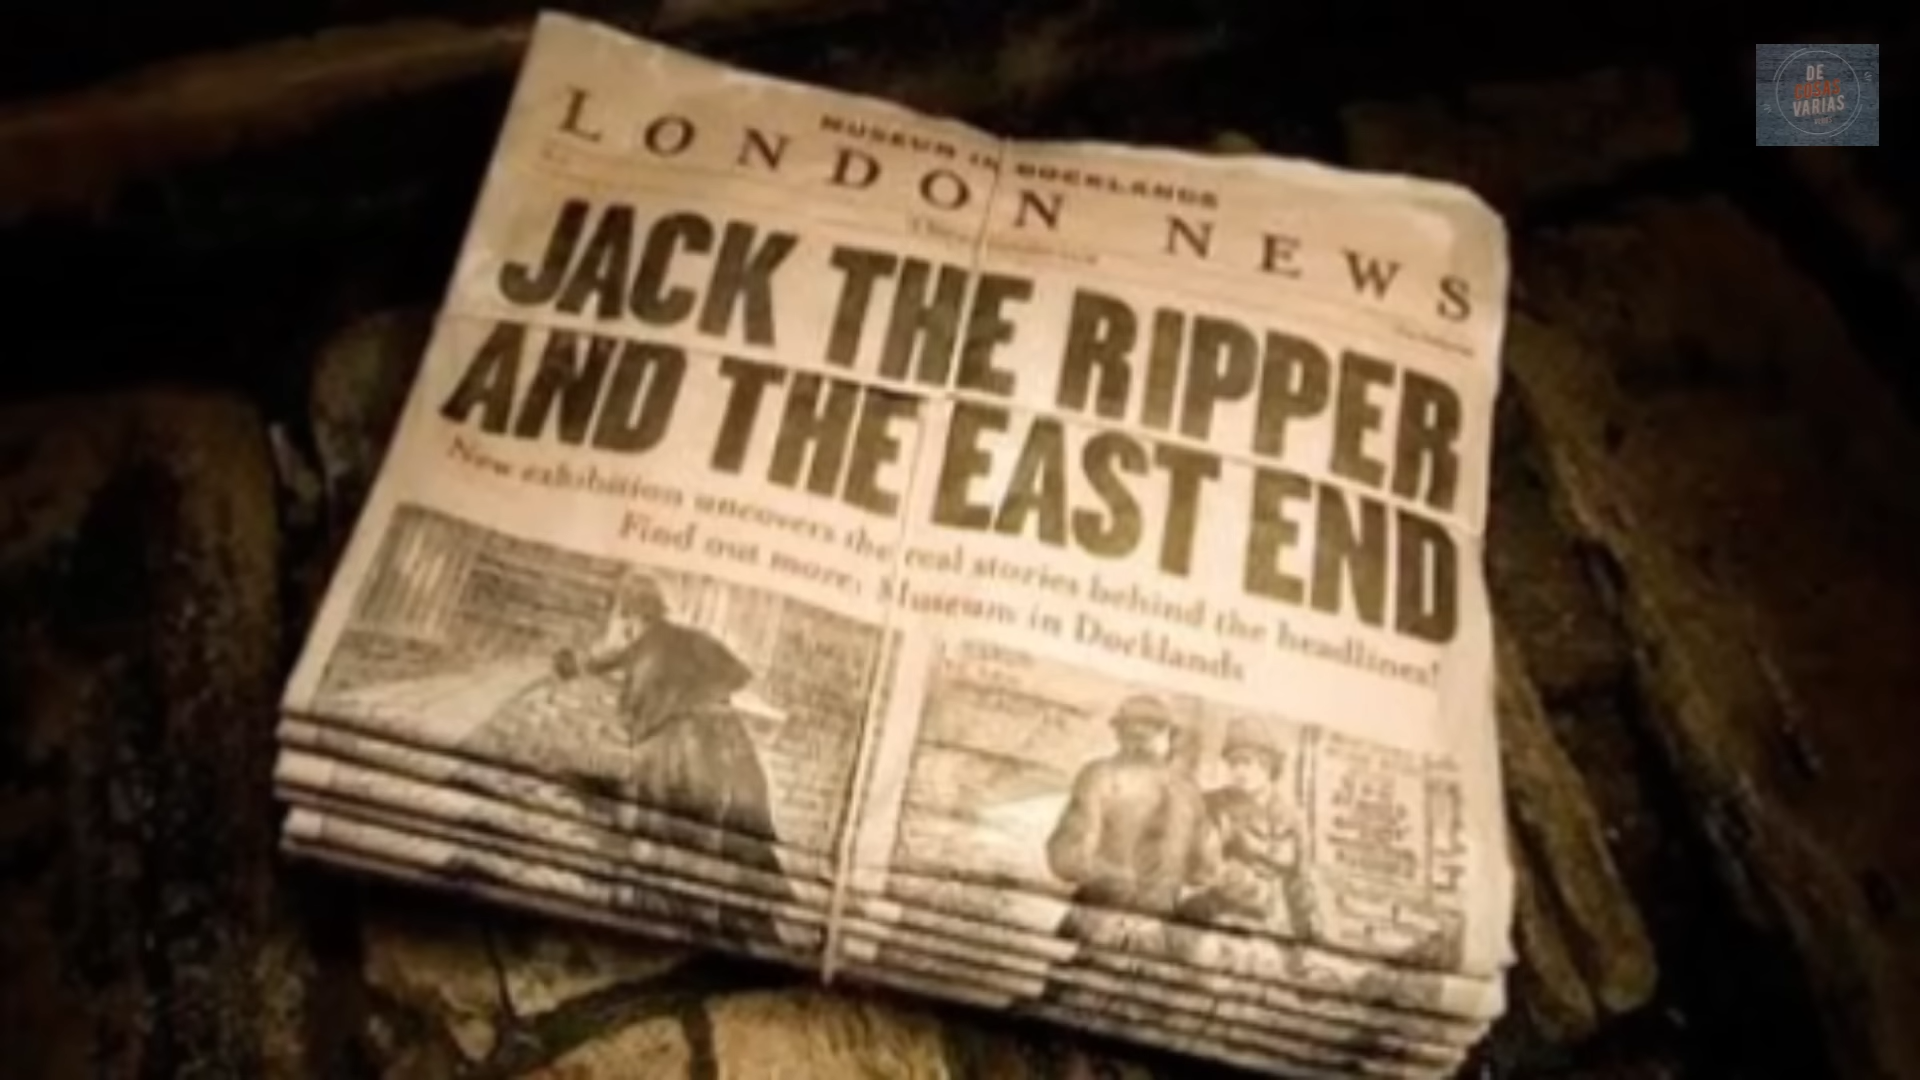 MUSEUM IN DOCKLANDS
LONDON NEWS
JACK THE RIPPER
AND THE EAST END
New exhibition uncovers the real stories behind the headlines!
Find out more: Museum in Docklands
DE
COSAS
VARIAS